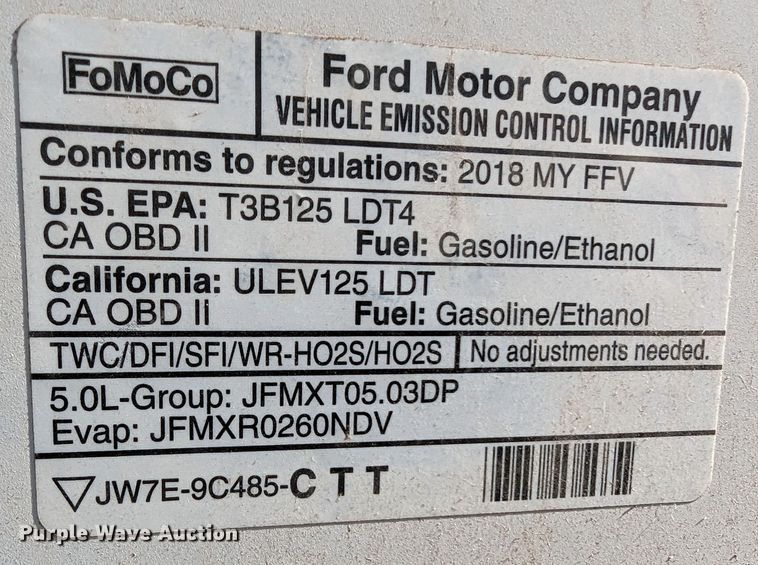 FoMoCo
Ford Motor Company
VEHICLE EMISSION CONTROL INFORMATION
Conforms to regulations: 2018 MY FFV
U.S. EPA: T3B125 LDT4
CA OBD II Fuel: Gasoline/Ethanol
California: ULEV125 LDT
CA OBD II Fuel: Gasoline/Ethanol
TWC/DFI/SFI/WR-HO2S/HO2S No adjustments needed.
5.0L-Group: JFMXT05.03DP
Evap: JFMXR0260NDV
▽JW7E-9C485-C T T
Purple Wave Auction